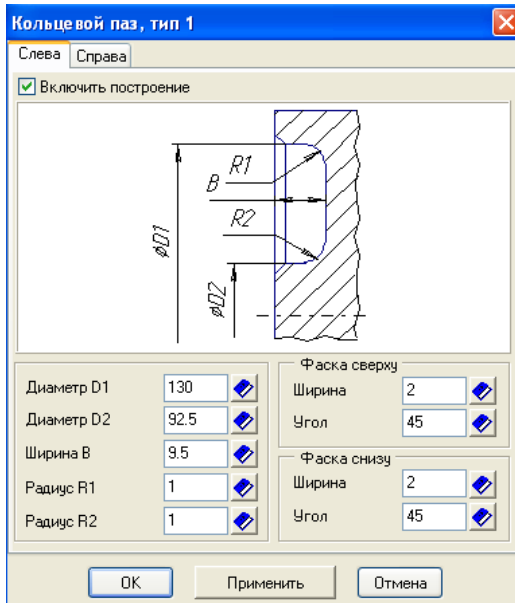 Кольцевой паз, тип 1
Слева Справа
Включить построение
R1
B
R2
φD1
φD2
Диаметр D1 130
Диаметр D2 92.5
Ширина B 9.5
Радиус R1 1
Радиус R2 1
Фаска сверху
Ширина 2
Угол 45
Фаска снизу
Ширина 2
Угол 45
OK Применить Отмена